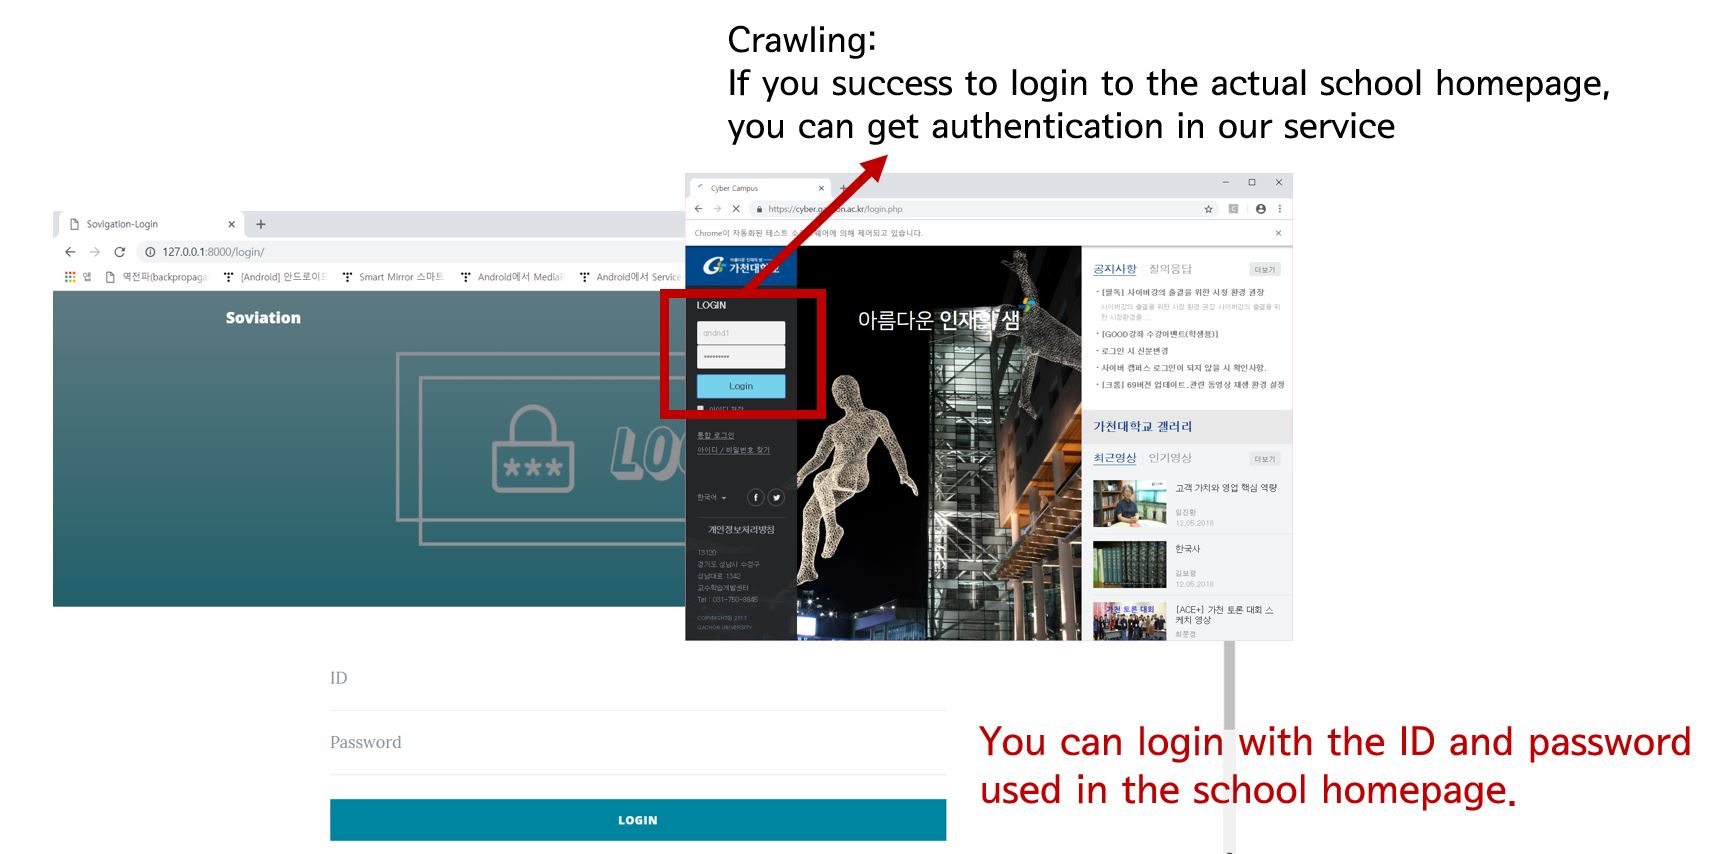 Crawling:
If you success to login to the actual school homepage,
you can get authentication in our service
Sovigation-Login
127.0.0.1:8000/login/
앱
역전파(backpropaga
[Android] 안드로이드
Smart Mirror 스마트
Android에서 Media
Android에서 Service
Soviation
***
ID
Password
LOGIN
Cyber Campus
https://cyber.gachon.ac.kr/login.php
Chrome이 자동화된 테스트 소프트웨어에 의해 제어되고 있습니다.
가천대학교
LOGIN
qndnd1
Login
아이디 저장
통합 로그인
아이디 / 비밀번호 찾기
한국어
개인정보처리방침
13120
경기도 성남시 수정구
성남대로 1342
교수학습개발센터
Tel : 031-750-8845
GACHON UNIVERSITY
아름다운 인재의 샘
공지사항 질의응답 더보기
· [필독] 사이버강의 출결을 위한 시청 환경 권장
사이버강의 출결을 위한 시청 환경 권장 사이버강의 출결을 위
한 시청환경을 ...
· [GOOD강좌 수강이벤트(학생용)]
· 로그인 시 신분변경
· 사이버 캠퍼스 로그인이 되지 않을 시 확인사항.
· [크롬] 69버전 업데이트_관련 동영상 재생 환경 설정
가천대학교 갤러리
최근영상 인기영상 더보기
고객 가치와 영업 핵심 역량
임진환
12.05.2018
한국사
김보광
12.05.2018
가천 토론 대회
[ACE+] 가천 토론 대회 스
케치 영상
최문경
You can login with the ID and password
used in the school homepage.